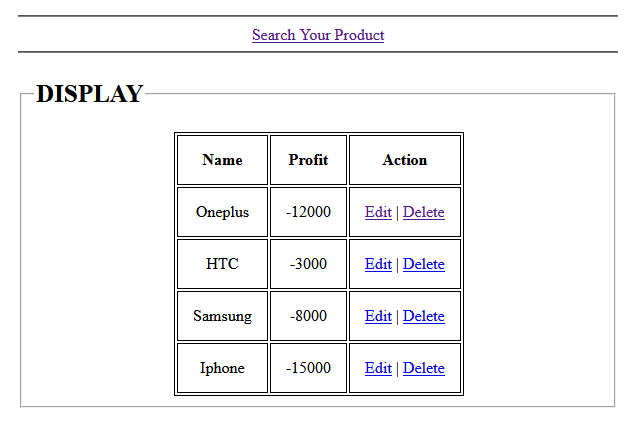 Search Your Product
DISPLAY
Name Profit Action
Oneplus -12000 Edit | Delete
HTC -3000 Edit | Delete
Samsung -8000 Edit | Delete
Iphone -15000 Edit | Delete